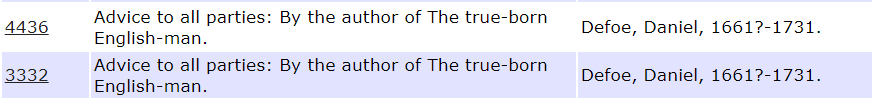 4436 Advice to all parties: By the author of The true-born English-man. Defoe, Daniel, 1661?-1731.
3332 Advice to all parties: By the author of The true-born English-man. Defoe, Daniel, 1661?-1731.